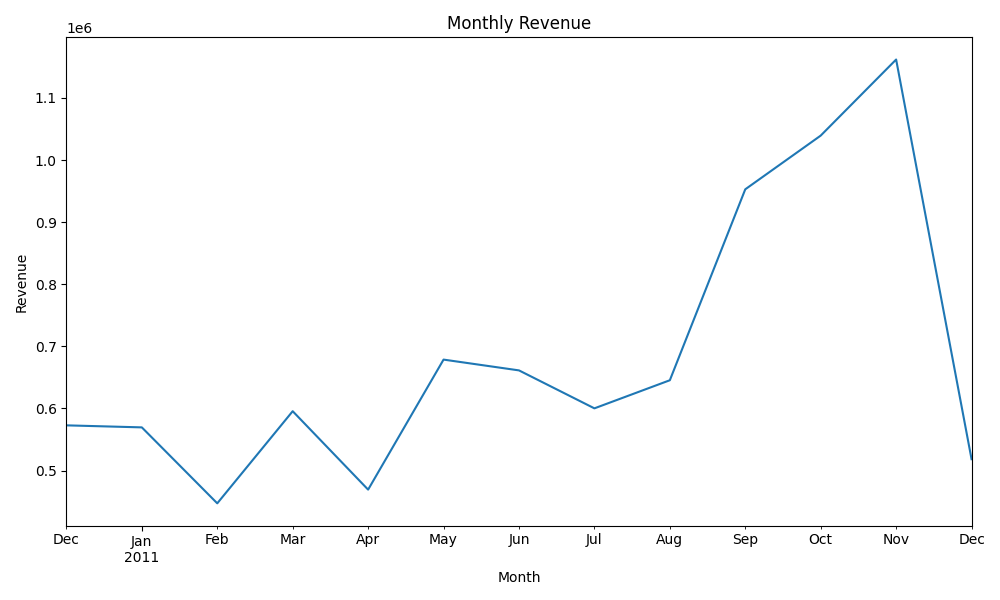 Monthly Revenue
1e6
1.1
1.0
0.9
0.8
0.7
0.6
0.5
Revenue
Dec Jan Feb Mar Apr May Jun Jul Aug Sep Oct Nov Dec
2011
Month